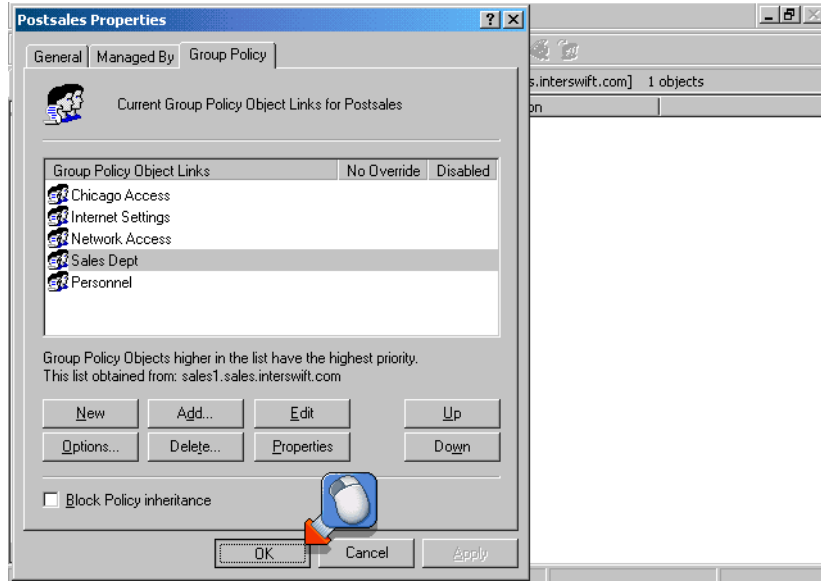 Postsales Properties
General Managed By Group Policy
Current Group Policy Object Links for Postsales
s.interswift.com] 1 objects
on
Group Policy Object Links No Override Disabled
Chicago Access
Internet Settings
Network Access
Sales Dept
Personnel
Group Policy Objects higher in the list have the highest priority.
This list obtained from: sales1.sales.interswift.com
New Add... Edit Up
Options... Delete... Properties Down
Block Policy inheritance
OK Cancel Apply